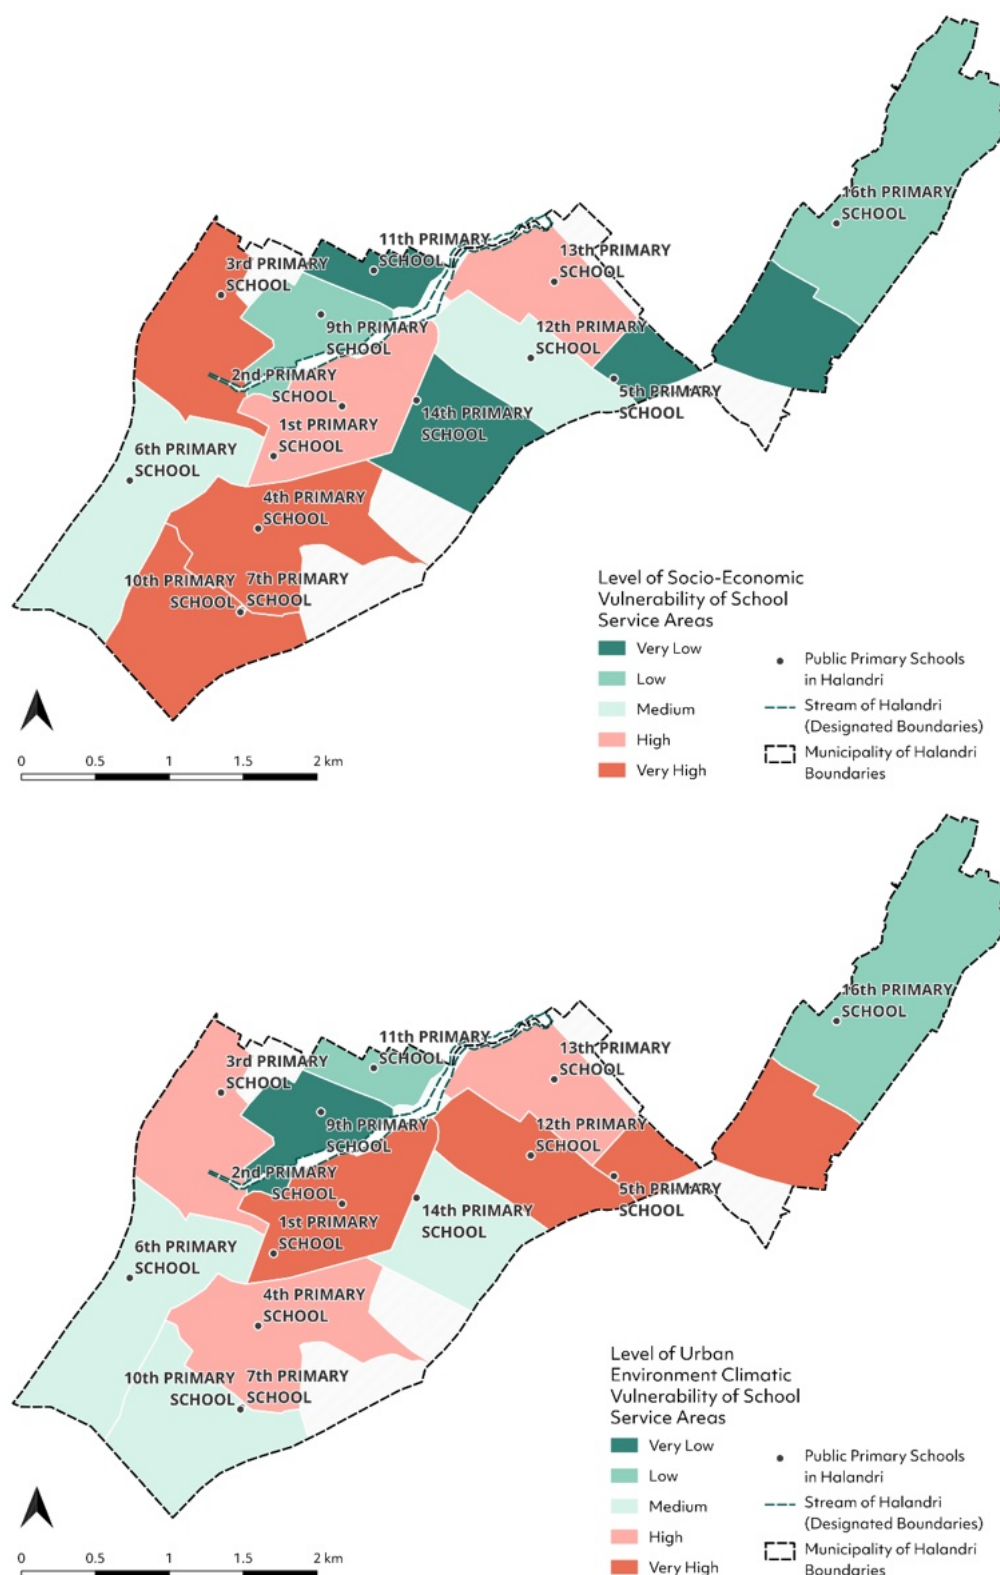 16th PRIMARY
SCHOOL
11th PRIMARY
SCHOOL
13th PRIMARY
SCHOOL
3rd PRIMARY
SCHOOL
9th PRIMARY
SCHOOL
12th PRIMARY
SCHOOL
2nd PRIMARY
SCHOOL
5th PRIMARY
SCHOOL
14th PRIMARY
SCHOOL
1st PRIMARY
SCHOOL
6th PRIMARY
SCHOOL
4th PRIMARY
SCHOOL
10th PRIMARY
SCHOOL
7th PRIMARY
SCHOOL
Level of Socio-Economic
Vulnerability of School
Service Areas
Very Low
Low
Medium
High
Very High
Public Primary Schools
in Halandri
Stream of Halandri
(Designated Boundaries)
Municipality of Halandri
Boundaries
0 0.5 1 1.5 2 km
16th PRIMARY
SCHOOL
11th PRIMARY
SCHOOL
13th PRIMARY
SCHOOL
3rd PRIMARY
SCHOOL
9th PRIMARY
SCHOOL
12th PRIMARY
SCHOOL
2nd PRIMARY
SCHOOL
5th PRIMARY
SCHOOL
14th PRIMARY
SCHOOL
1st PRIMARY
SCHOOL
6th PRIMARY
SCHOOL
4th PRIMARY
SCHOOL
10th PRIMARY
SCHOOL
7th PRIMARY
SCHOOL
Level of Urban
Environment Climatic
Vulnerability of School
Service Areas
Very Low
Low
Medium
High
Very High
Public Primary Schools
in Halandri
Stream of Halandri
(Designated Boundaries)
Municipality of Halandri
Boundaries
0 0.5 1 1.5 2 km